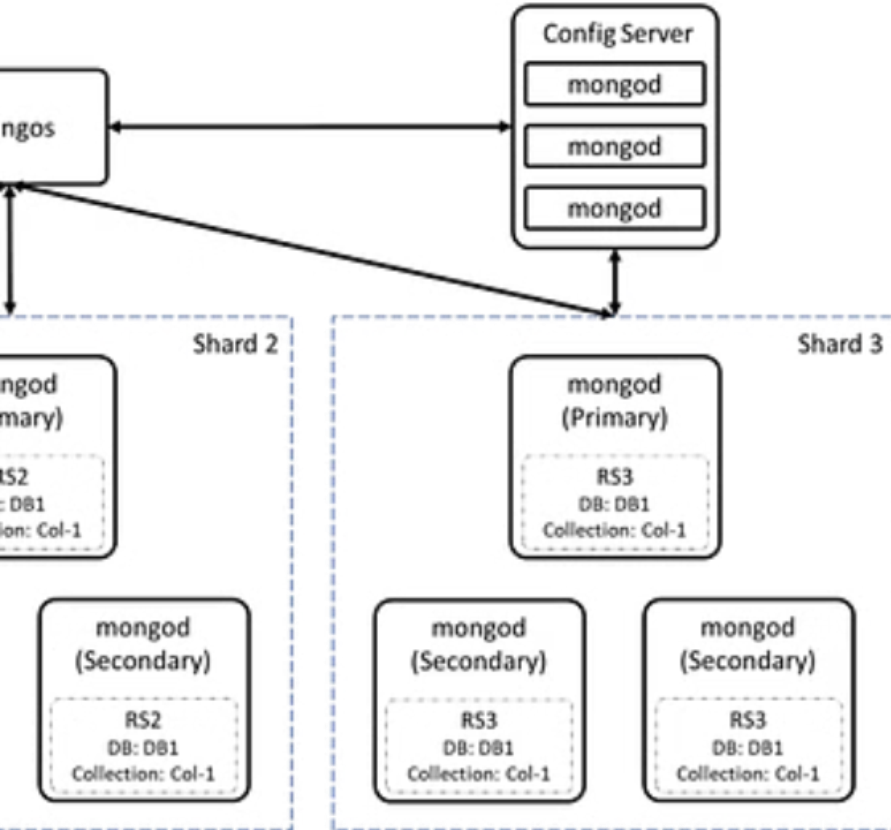 Config Server
mongod
mongod
mongod
ngos
Shard 2
ngod
mary)
RS2
: DB1
ion: Col-1
mongod
(Secondary)
RS2
DB: DB1
Collection: Col-1
Shard 3
mongod
(Primary)
RS3
DB: DB1
Collection: Col-1
mongod
(Secondary)
RS3
DB: DB1
Collection: Col-1
mongod
(Secondary)
RS3
DB: DB1
Collection: Col-1